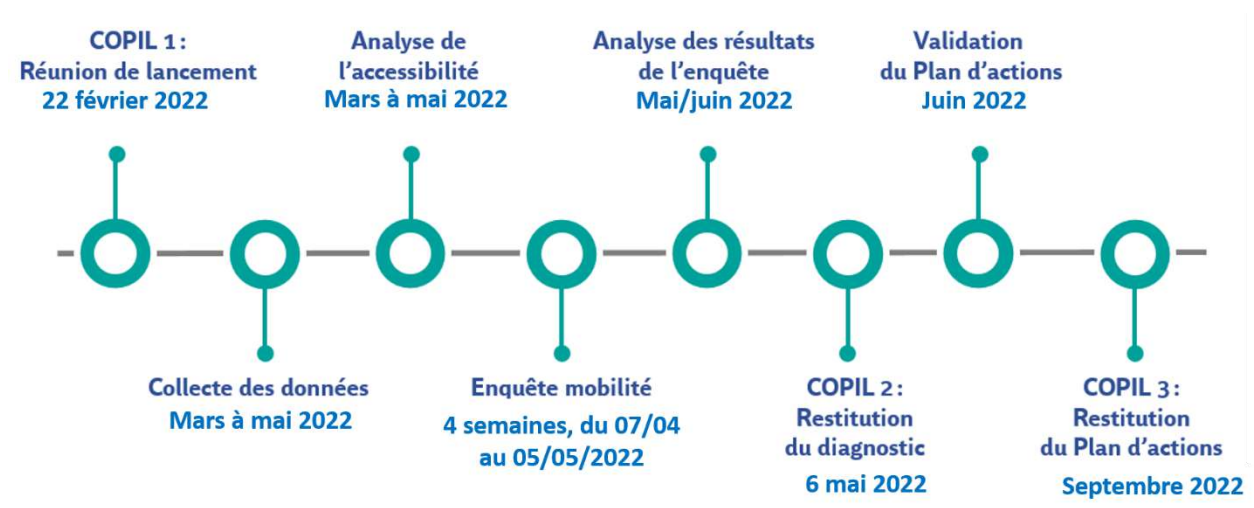 COPIL 1 :
Réunion de lancement
22 février 2022
Analyse de
l'accessibilité
Mars à mai 2022
Analyse des résultats
de l'enquête
Mai/juin 2022
Validation
du Plan d'actions
Juin 2022
Collecte des données
Mars à mai 2022
Enquête mobilité
4 semaines, du 07/04
au 05/05/2022
COPIL 2 :
Restitution
du diagnostic
6 mai 2022
COPIL 3 :
Restitution
du Plan d'actions
Septembre 2022